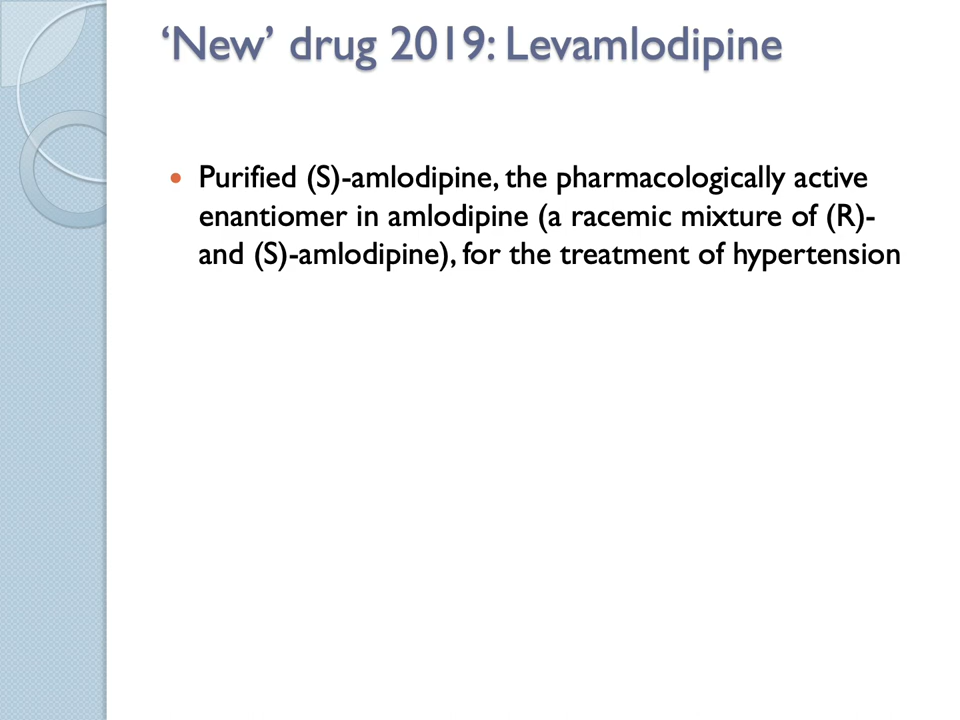 ‘New’ drug 2019: Levamlodipine
• Purified (S)-amlodipine, the pharmacologically active
enantiomer in amlodipine (a racemic mixture of (R)-
and (S)-amlodipine), for the treatment of hypertension